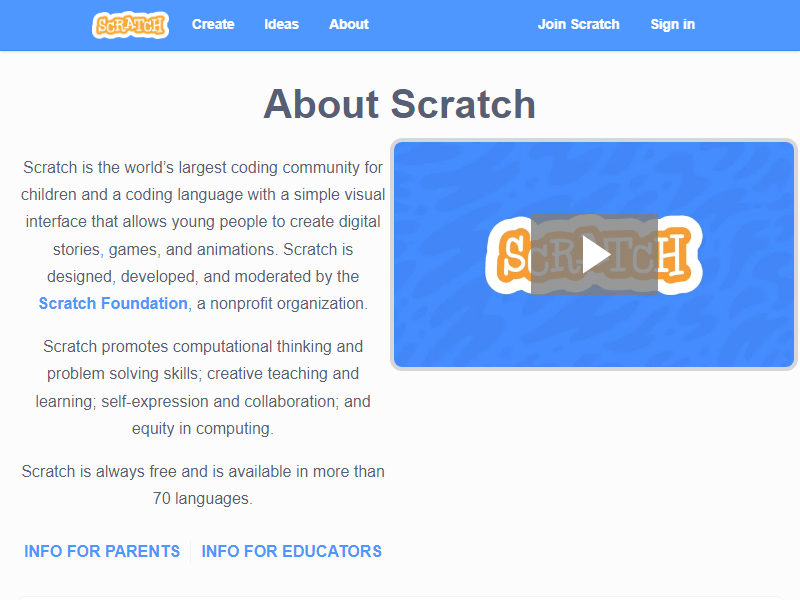 SCRATCH Create Ideas About Join Scratch Sign in
About Scratch
Scratch is the world’s largest coding community for
children and a coding language with a simple visual
interface that allows young people to create digital
stories, games, and animations. Scratch is
designed, developed, and moderated by the
Scratch Foundation, a nonprofit organization.
Scratch promotes computational thinking and
problem solving skills; creative teaching and
learning; self-expression and collaboration; and
equity in computing.
Scratch is always free and is available in more than
70 languages.
INFO FOR PARENTS INFO FOR EDUCATORS
SCRATCH